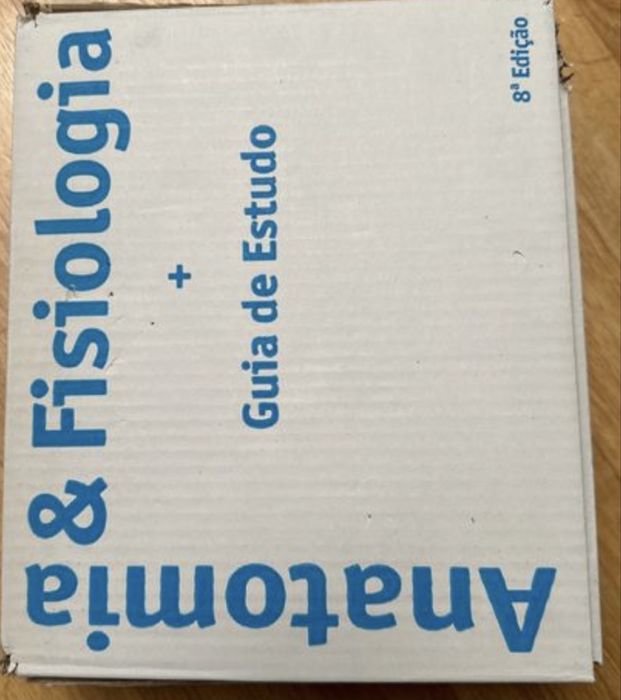 Anatomia
& Fisiologia
+
Guia de Estudo
8ª Edição